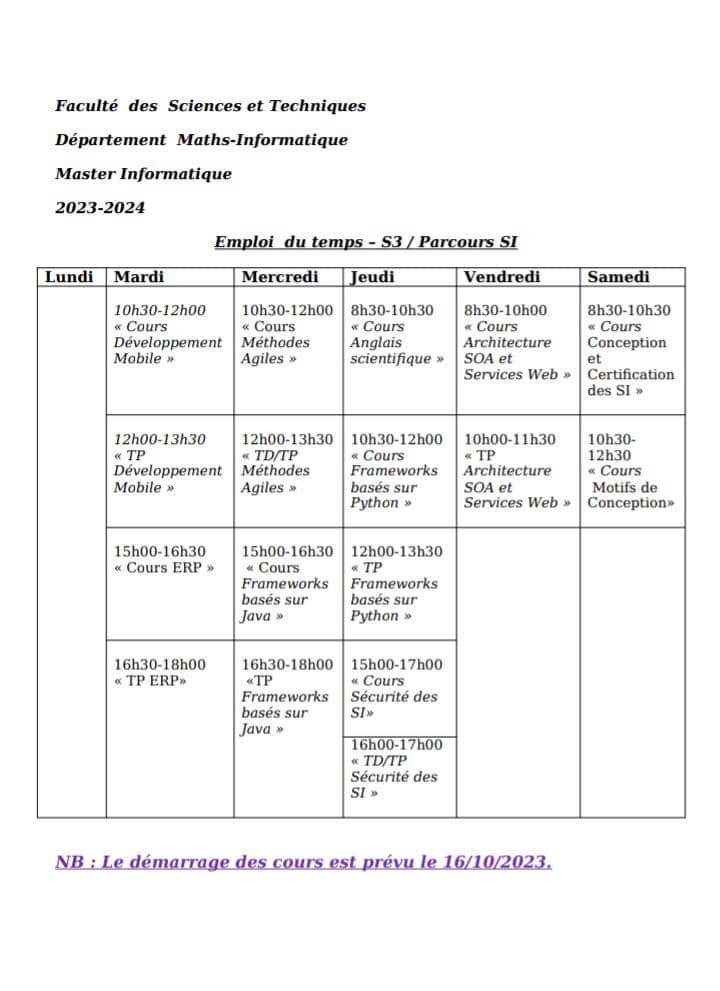 Faculté des Sciences et Techniques
Département Maths-Informatique
Master Informatique
2023-2024
Emploi du temps – S3 / Parcours SI
Lundi Mardi Mercredi Jeudi Vendredi Samedi
10h30-12h00
« Cours
Développement
Mobile »
10h30-12h00
« Cours
Méthodes
Agiles »
8h30-10h30
« Cours
Anglais
scientifique »
8h30-10h00
« Cours
Architecture
SOA et
Services Web »
8h30-10h30
« Cours
Conception
et
Certification
des SI »
12h00-13h30
« TP
Développement
Mobile »
12h00-13h30
« TD/TP
Méthodes
Agiles »
10h30-12h00
« Cours
Frameworks
basés sur
Python »
10h00-11h30
« TP
Architecture
SOA et
Services Web »
10h30-
12h30
« Cours
Motifs de
Conception»
15h00-16h30
« Cours ERP »
15h00-16h30
« Cours
Frameworks
basés sur
Java »
12h00-13h30
« TP
Frameworks
basés sur
Python »
16h30-18h00
« TP ERP»
16h30-18h00
«TP
Frameworks
basés sur
Java »
15h00-17h00
« Cours
Sécurité des
SI»
16h00-17h00
« TD/TP
Sécurité des
SI »
NB : Le démarrage des cours est prévu le 16/10/2023.